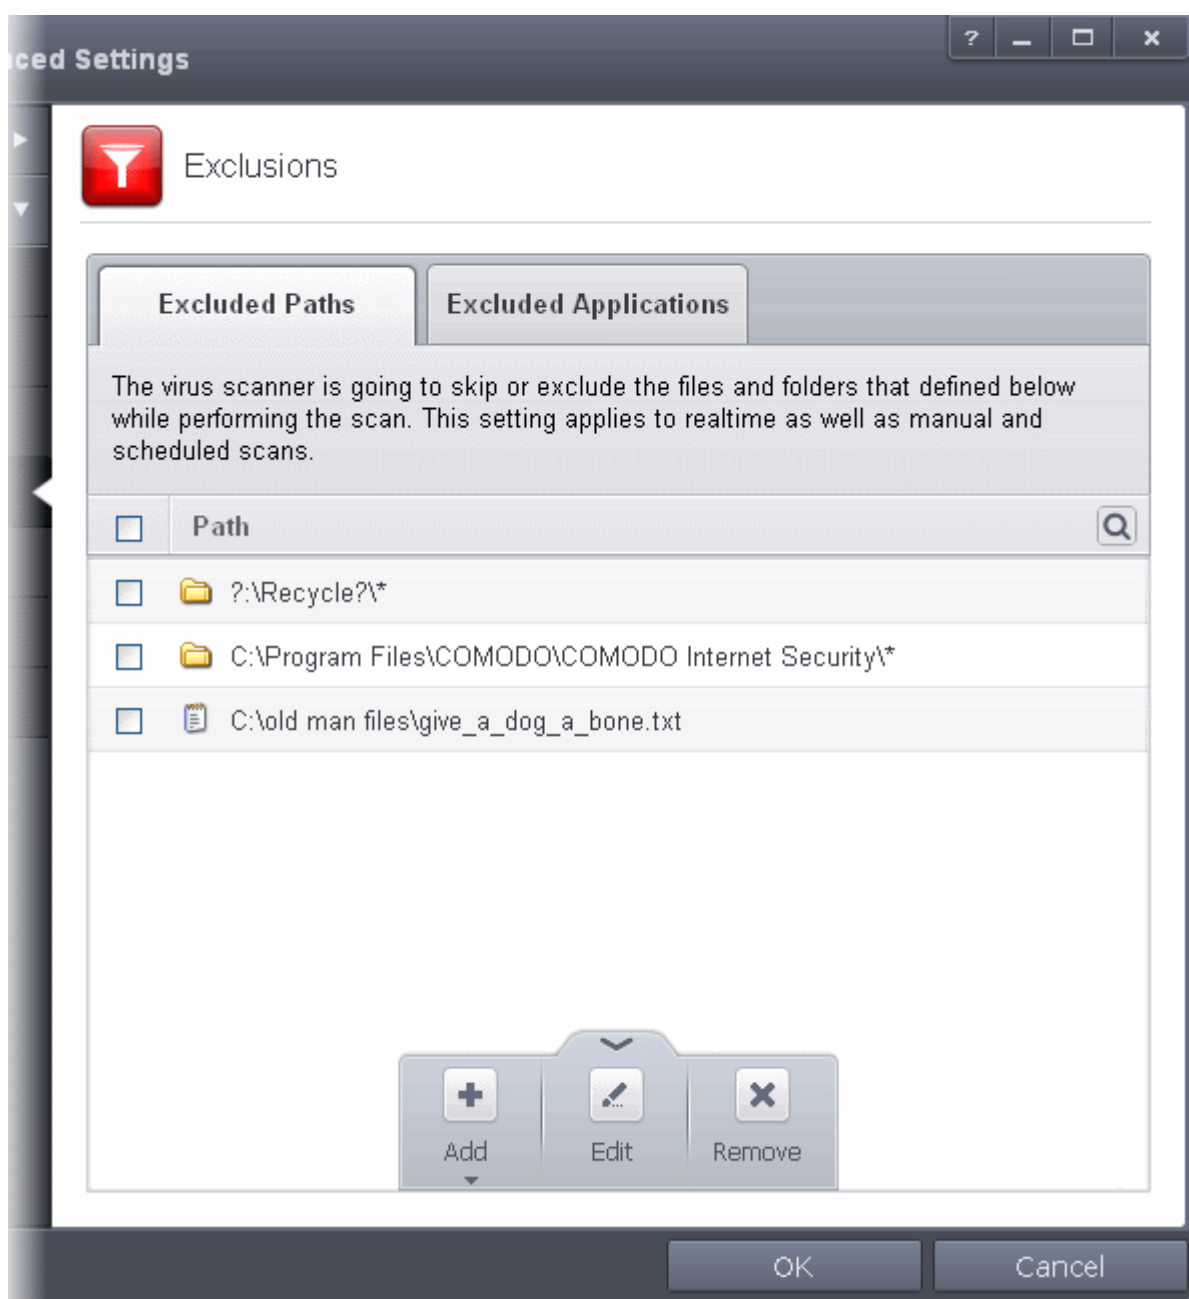 ced Settings
?
Exclusions
Excluded Paths
Excluded Applications
The virus scanner is going to skip or exclude the files and folders that defined below
while performing the scan. This setting applies to realtime as well as manual and
scheduled scans.
Path
?:\Recycle?\*
C:\Program Files\COMODO\COMODO Internet Security\*
C:\old man files\give_a_dog_a_bone.txt
Add
Edit
Remove
OK
Cancel